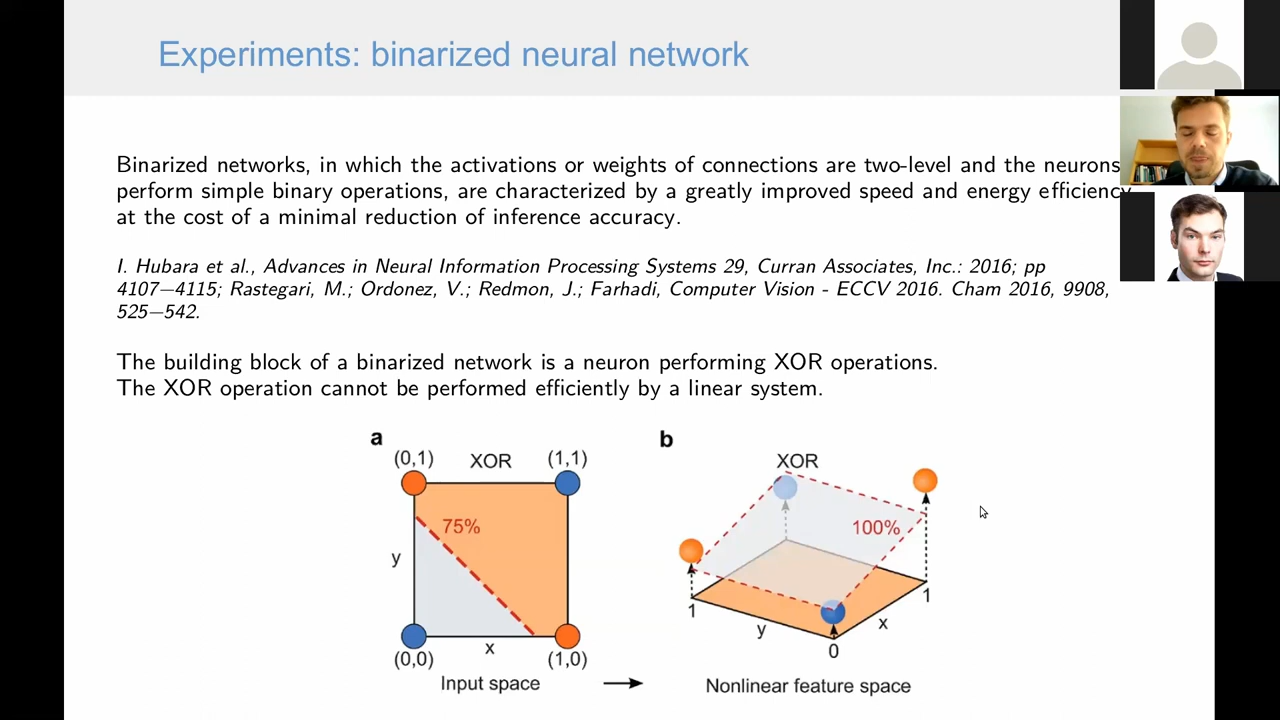 Experiments: binarized neural network
Binarized networks, in which the activations or weights of connections are two-level and the neurons
perform simple binary operations, are characterized by a greatly improved speed and energy efficiency
at the cost of a minimal reduction of inference accuracy.
I. Hubara et al., Advances in Neural Information Processing Systems 29, Curran Associates, Inc.: 2016; pp
4107—4115; Rastegari, M.; Ordonez, V.; Redmon, J.; Farhadi, Computer Vision - ECCV 2016. Cham 2016, 9908,
525—542.
The building block of a binarized network is a neuron performing XOR operations.
The XOR operation cannot be performed efficiently by a linear system.
a
(0,1) XOR (1,1)
75%
y
x
(0,0) (1,0)
Input space
b
XOR
100%
1
1
y
x
0
Nonlinear feature space